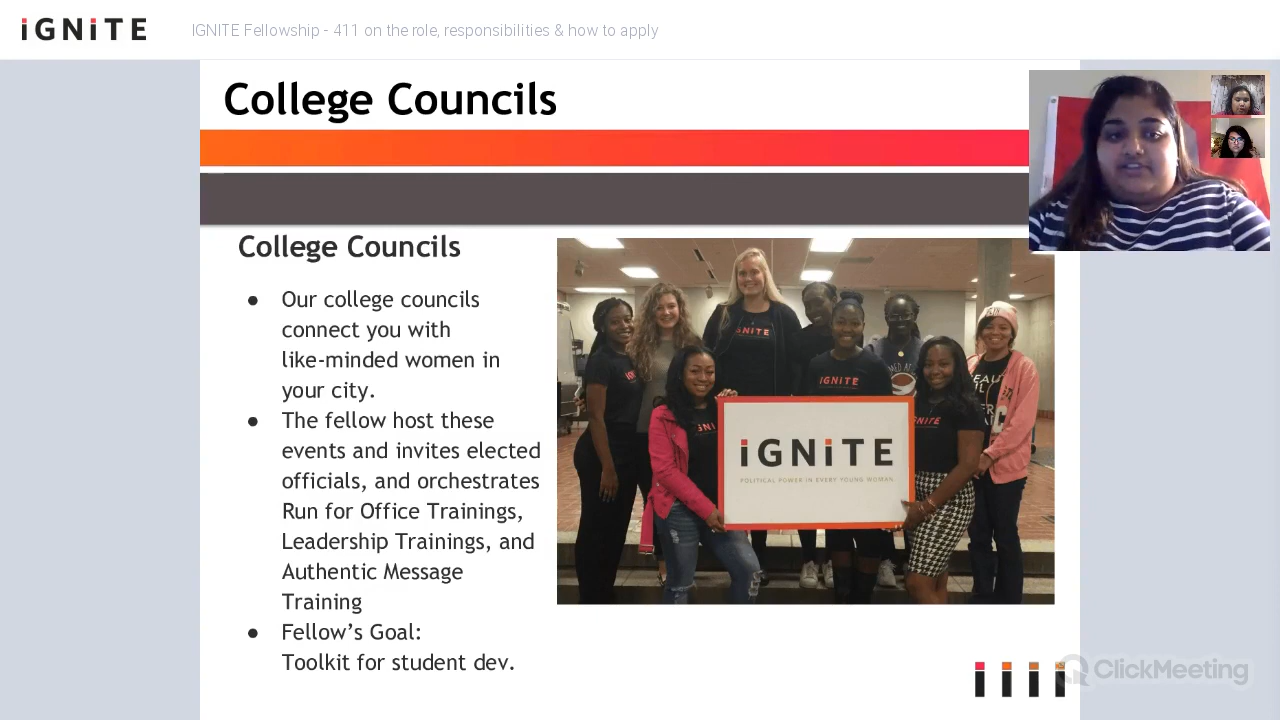 iGNiTE
IGNITE Fellowship - 411 on the role, responsibilities & how to apply
College Councils
College Councils
● Our college councils
connect you with
like-minded women in
your city.
● The fellow host these
events and invites elected
officials, and orchestrates
Run for Office Trainings,
Leadership Trainings, and
Authentic Message
Training
● Fellow's Goal:
Toolkit for student dev.
iGNiTE
iGNiTE
iGNiTE
POLITICAL POWER IN EVERY YOUNG WOMAN
ClickMeeting